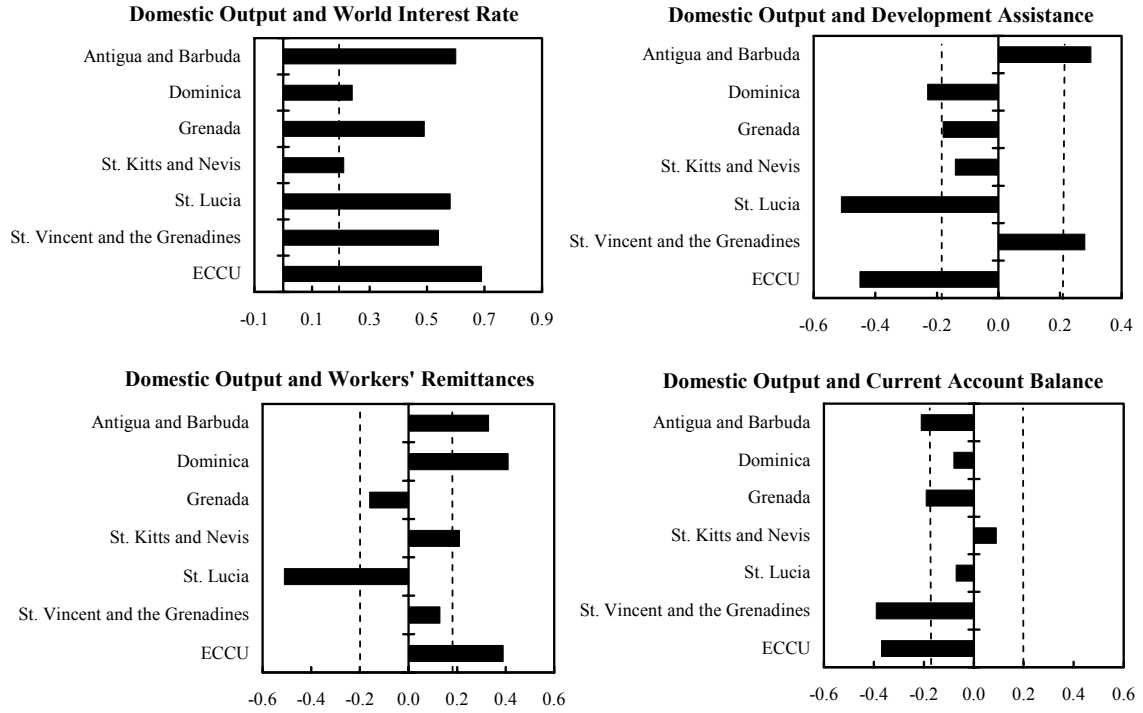 Domestic Output and World Interest Rate
Antigua and Barbuda
Dominica
Grenada
St. Kitts and Nevis
St. Lucia
St. Vincent and the Grenadines
ECCU
-0.1 0.1 0.3 0.5 0.7 0.9
Domestic Output and Development Assistance
Antigua and Barbuda
Dominica
Grenada
St. Kitts and Nevis
St. Lucia
St. Vincent and the Grenadines
ECCU
-0.6 -0.4 -0.2 0.0 0.2 0.4
Domestic Output and Workers' Remittances
Antigua and Barbuda
Dominica
Grenada
St. Kitts and Nevis
St. Lucia
St. Vincent and the Grenadines
ECCU
-0.6 -0.4 -0.2 0.0 0.2 0.4 0.6
Domestic Output and Current Account Balance
Antigua and Barbuda
Dominica
Grenada
St. Kitts and Nevis
St. Lucia
St. Vincent and the Grenadines
ECCU
-0.6 -0.4 -0.2 0.0 0.2 0.4 0.6